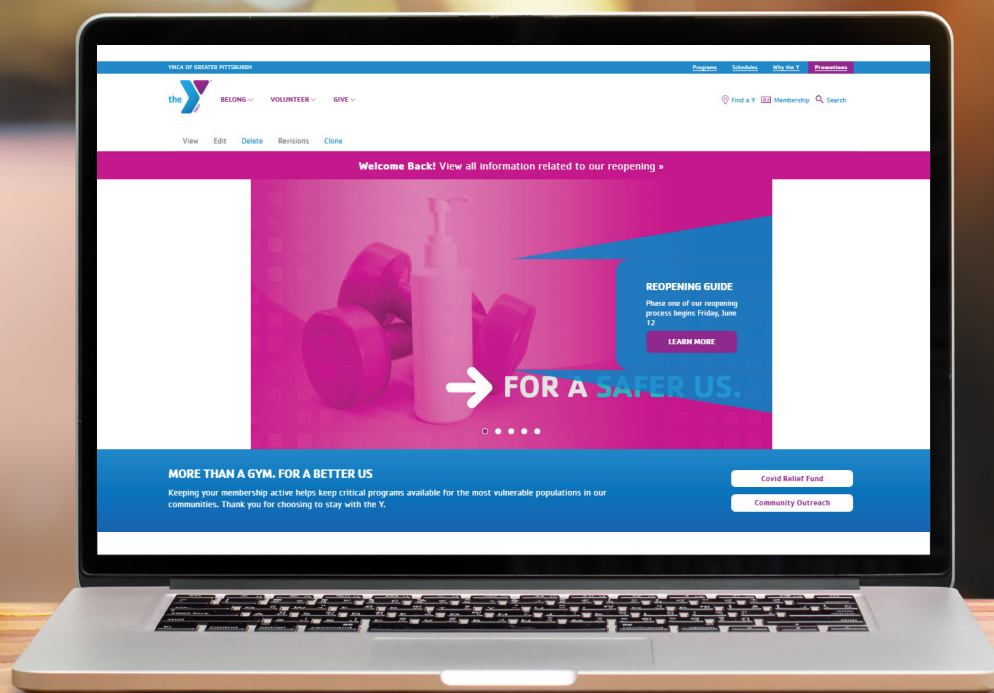 YMCA OF GREATER PITTSBURGH
Programs Schedules Why the Y Promotions
the Y BELONG VOLUNTEER GIVE Find a Y Membership Search
View Edit Delete Revisions Clone
Welcome Back! View all information related to our reopening »
REOPENING GUIDE
Phase one of our reopening
process begins Friday, June
12
LEARN MORE
FOR A SAFER US.
MORE THAN A GYM. FOR A BETTER US
Keeping your membership active helps keep critical programs available for the most vulnerable populations in our
communities. Thank you for choosing to stay with the Y.
Covid Relief Fund
Community Outreach